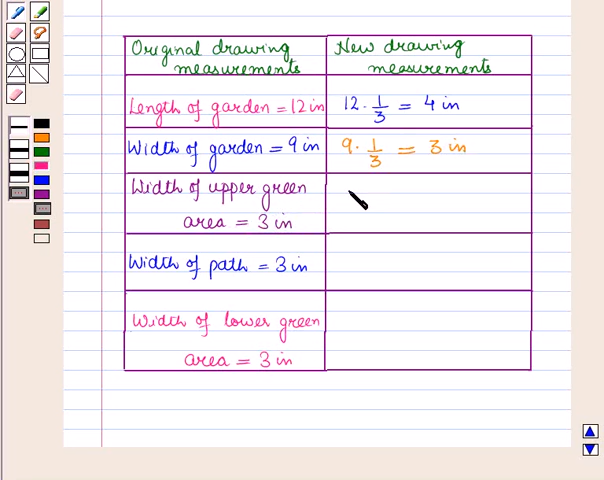 Original drawing measurements
New drawing measurements
Length of garden = 12 in
12 · 1/3 = 4 in
Width of garden = 9 in
9 · 1/3 = 3 in
Width of upper green
area = 3 in
Width of path = 3 in
Width of lower green
area = 3 in